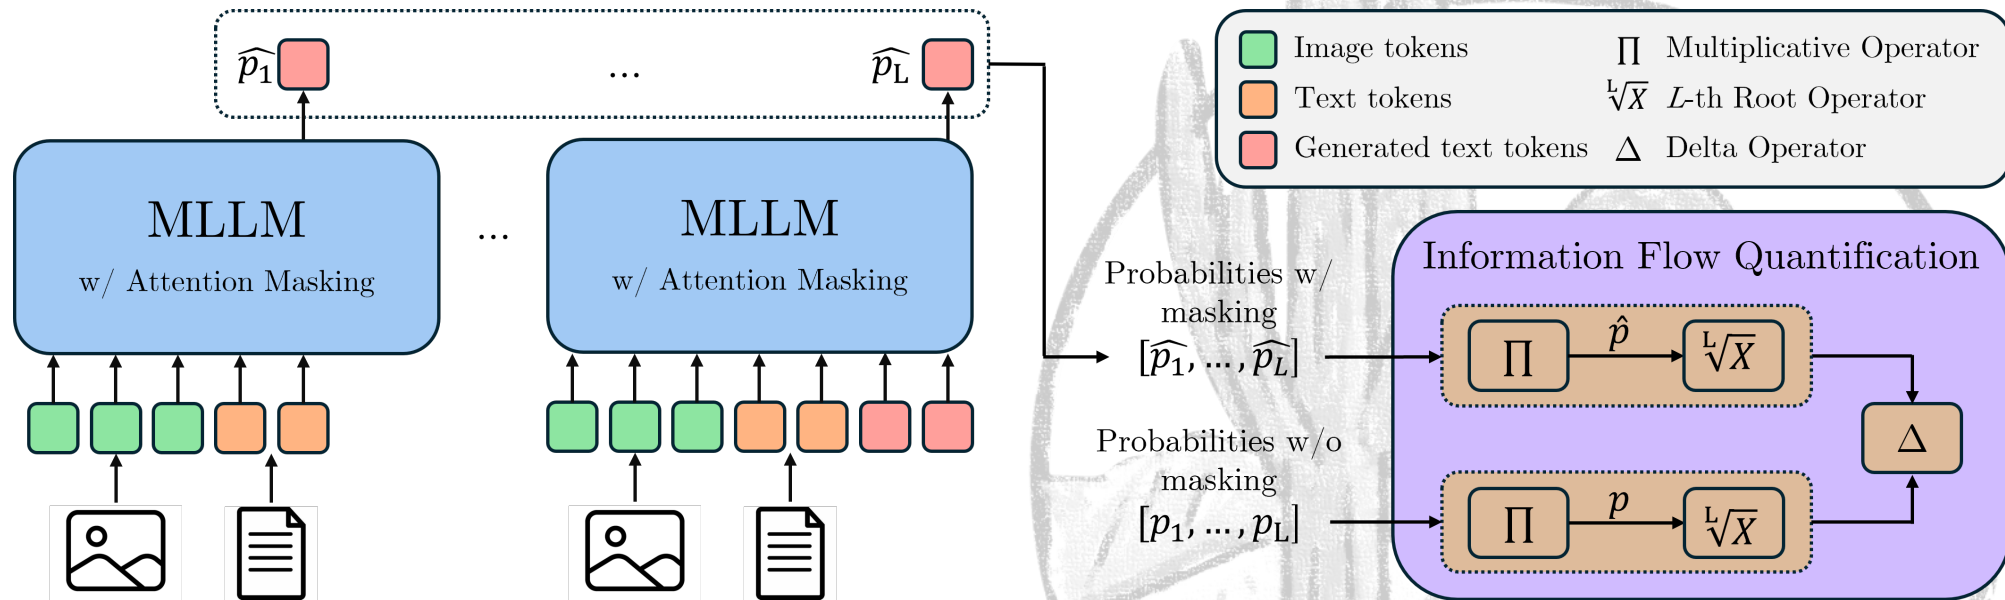 p̂₁
...
p̂_L
MLLM
w/ Attention Masking
...
MLLM
w/ Attention Masking
Image tokens
∏ Multiplicative Operator
Text tokens
ᴸ√X L-th Root Operator
Generated text tokens
Δ Delta Operator
Probabilities w/
masking
[p̂₁, ..., p̂_L]
Probabilities w/o
masking
[p₁, ..., p_L]
Information Flow Quantification
∏
p̂
ᴸ√X
Δ
∏
p
ᴸ√X